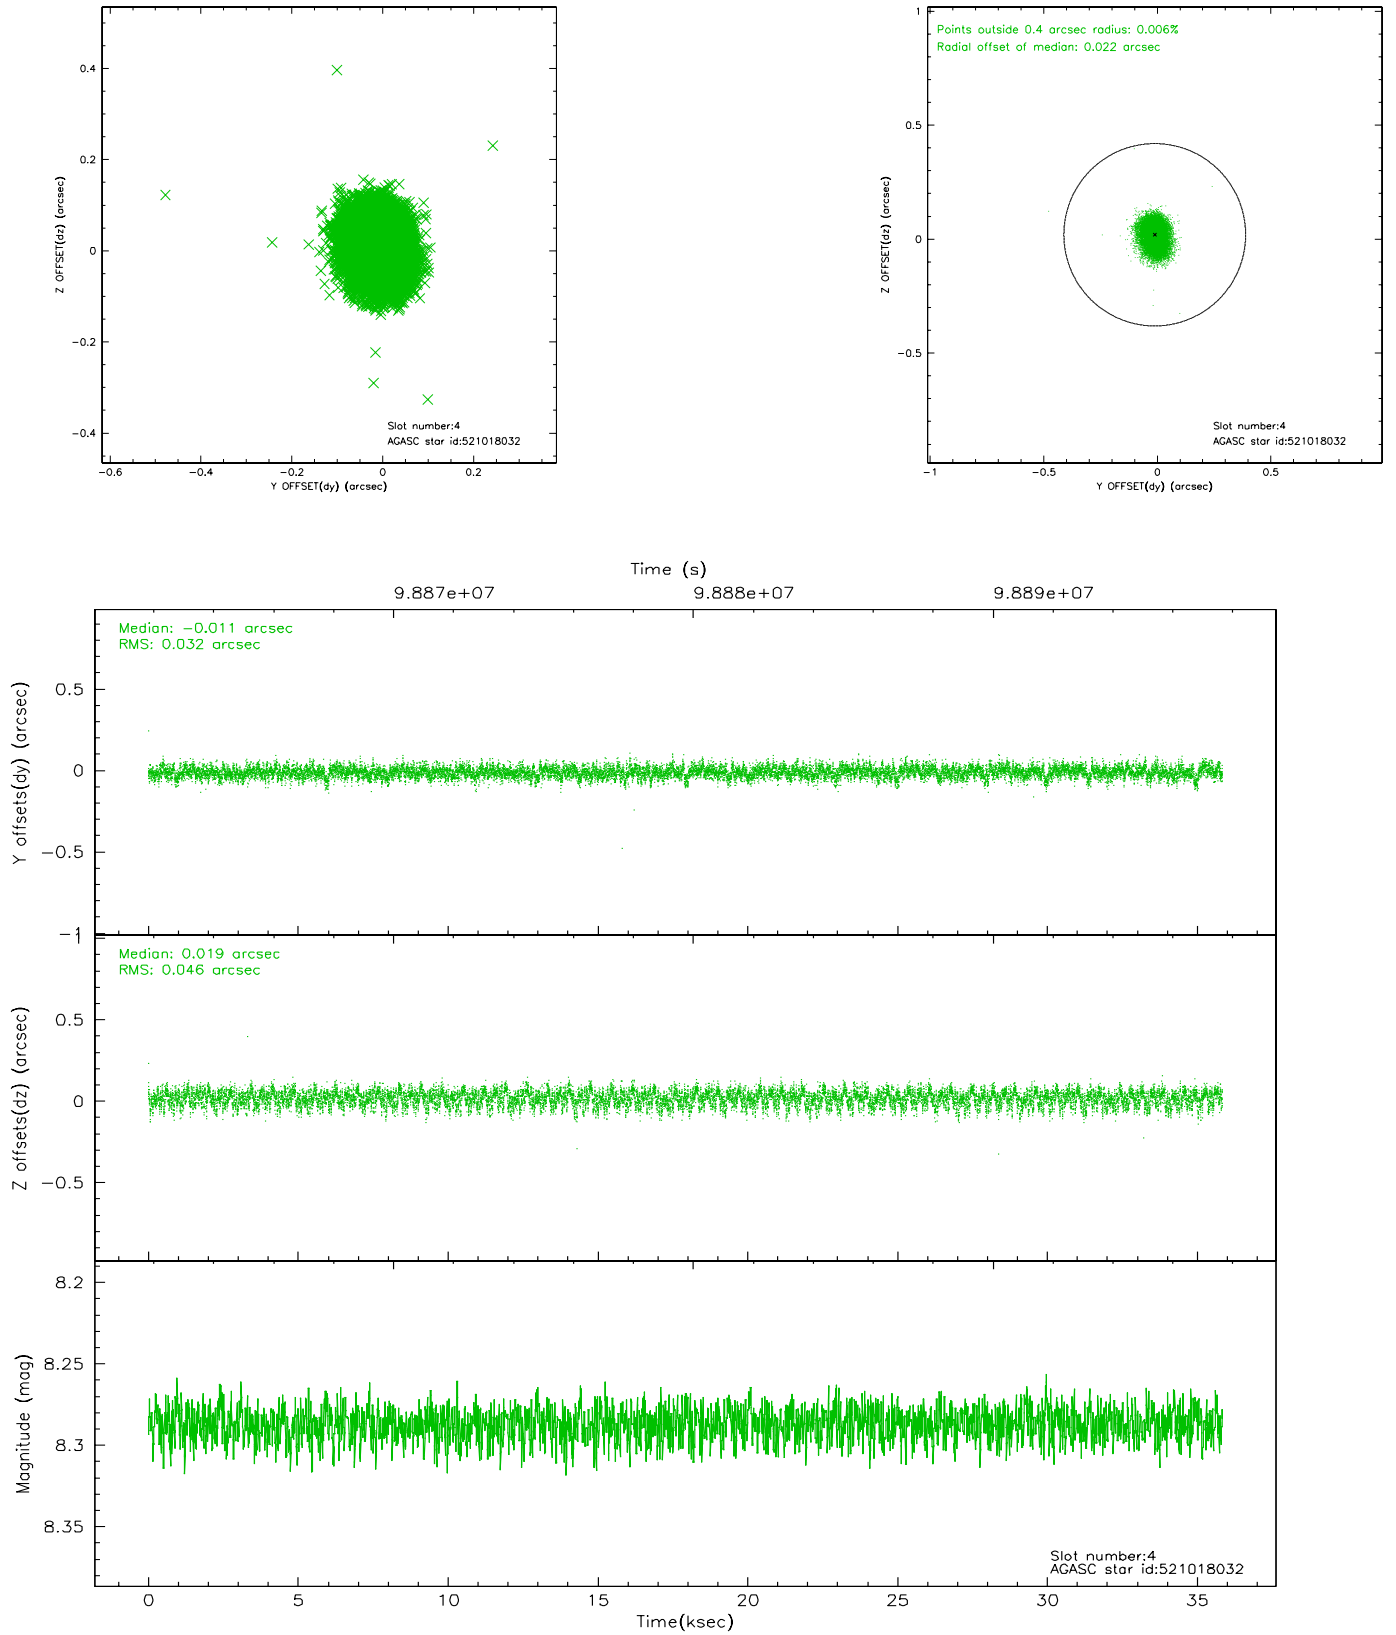 0.4
0.2
0
−0.2
−0.4
Z OFFSET(dz) (arcsec)
Slot number:4
AGASC star id:521018032
−0.6
−0.4
−0.2
0
0.2
Y OFFSET(dy) (arcsec)
Points outside 0.4 arcsec radius: 0.006%
Radial offset of median: 0.022 arcsec
1
0.5
0
−0.5
Z OFFSET(dz) (arcsec)
Slot number:4
AGASC star id:521018032
−1
−0.5
0
0.5
Y OFFSET(dy) (arcsec)
Time (s)
9.887e+07
9.888e+07
9.889e+07
Median: −0.011 arcsec
RMS: 0.032 arcsec
0.5
0
−0.5
−1
Y offsets(dy) (arcsec)
Median: 0.019 arcsec
RMS: 0.046 arcsec
1
0.5
0
−0.5
Z offsets(dz) (arcsec)
8.2
8.25
8.3
8.35
Magnitude (mag)
Slot number:4
AGASC star id:521018032
0
5
10
15
20
25
30
35
Time(ksec)